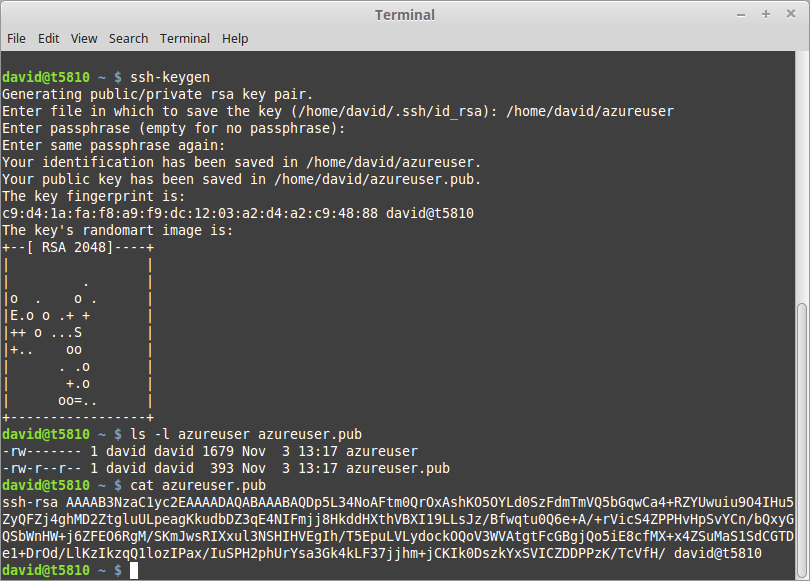 Terminal
File Edit View Search Terminal Help
david@t5810 ~ $ ssh-keygen
Generating public/private rsa key pair.
Enter file in which to save the key (/home/david/.ssh/id_rsa): /home/david/azureuser
Enter passphrase (empty for no passphrase):
Enter same passphrase again:
Your identification has been saved in /home/david/azureuser.
Your public key has been saved in /home/david/azureuser.pub.
The key fingerprint is:
c9:d4:1a:fa:f8:a9:f9:dc:12:03:a2:d4:a2:c9:48:88 david@t5810
The key's randomart image is:
+--[ RSA 2048]----+
|                 |
|         .       |
|o  .    o .      |
|E.o o .+ +       |
|++ o ...S        |
|+..    oo        |
|      . .o       |
|       +.o       |
|      oo=..      |
+-----------------+
david@t5810 ~ $ ls -l azureuser azureuser.pub
-rw------- 1 david david 1679 Nov  3 13:17 azureuser
-rw-r--r-- 1 david david  393 Nov  3 13:17 azureuser.pub
david@t5810 ~ $ cat azureuser.pub
ssh-rsa AAAAB3NzaC1yc2EAAAADAQABAAABAQDp5L34NoAFtm0QrOxAshKO5OYLd0SzFdmTmVQ5bGqwCa4+RZYUwuiu9O4IHu5
ZyQFZj4ghMD2ZtgluULpeagKkudbDZ3qE4NIFmjj8HkddHXthVBXI19LLsJz/Bfwqtu0Q6e+A/+rVicS4ZPPHvHpSvYCn/bQxyG
QSbWnHW+j6ZFEO6RgM/SKmJwsRIXxul3NSHIHVEgIh/T5EpuLVLydockOQoV3WVAtgtFcGBgjQo5iE8cfMX+x4ZSuMaS1SdCGTD
e1+DrOd/LlKzIkzqQ1lozIPax/IuSPH2phUrYsa3Gk4kLF37jjhm+jCKIk0DszkYxSVICZDDPPzK/TcVfH/ david@t5810
david@t5810 ~ $